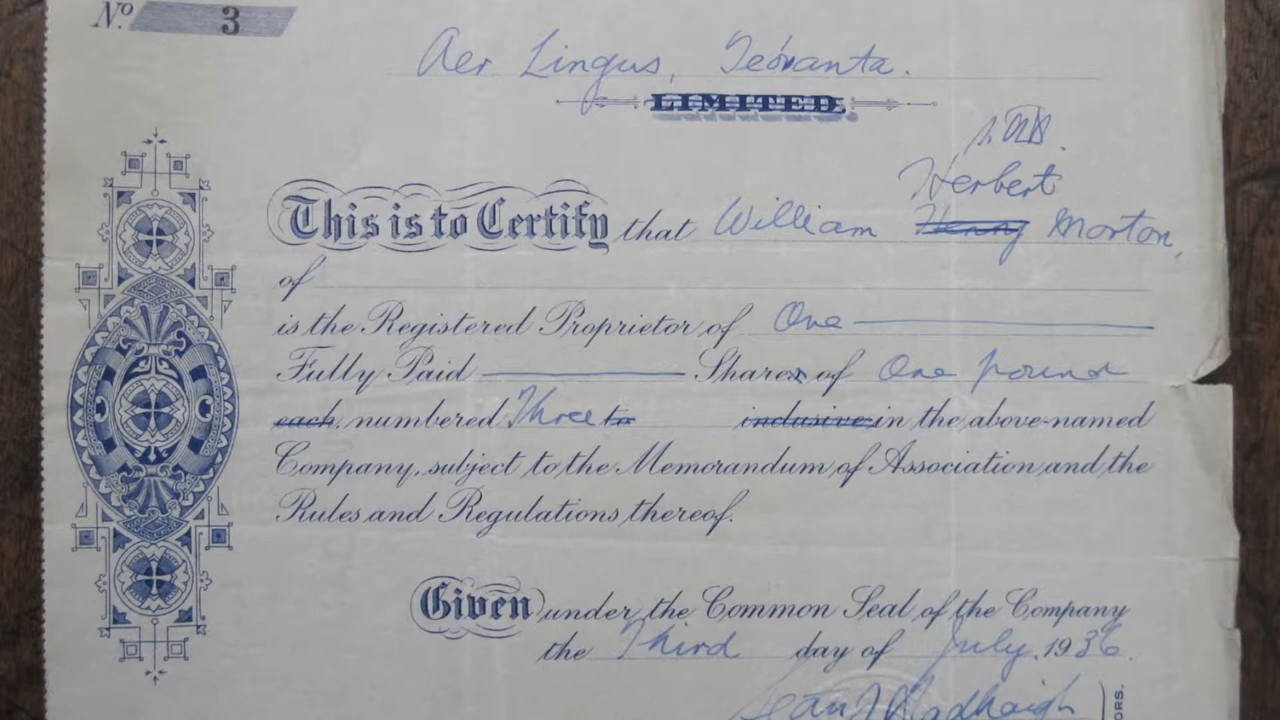 Nº 3
Aer Lingus, Teóranta.
LIMITED.
Herbert
This is to Certify that William Henry Morton,
of
is the Registered Proprietor of One
Fully Paid Shares of One pound
each, numbered Three to inclusive in the above-named
Company, subject to the Memorandum of Association and the
Rules and Regulations thereof.
Given under the Common Seal of the Company
the Third day of July 1936.